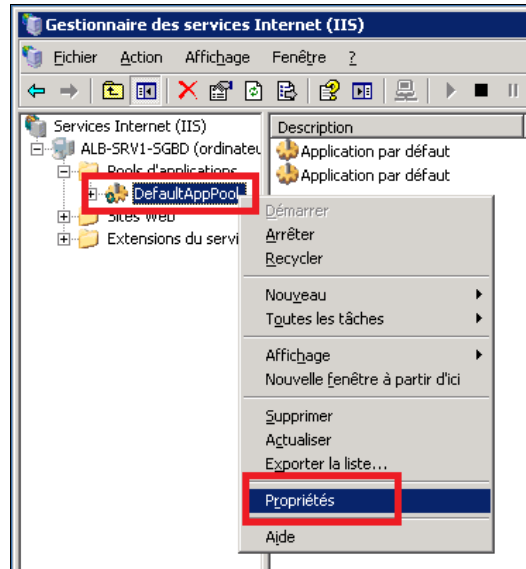 Gestionnaire des services Internet (IIS)
Fichier Action Affichage Fenêtre ?
Services Internet (IIS)
ALB-SRV1-SGBD (ordinateu
Pools d'applications
DefaultAppPool
Sites Web
Extensions du servi
Description
Application par défaut
Application par défaut
Démarrer
Arrêter
Recycler
Nouveau
Toutes les tâches
Affichage
Nouvelle fenêtre à partir d'ici
Supprimer
Actualiser
Exporter la liste...
Propriétés
Aide